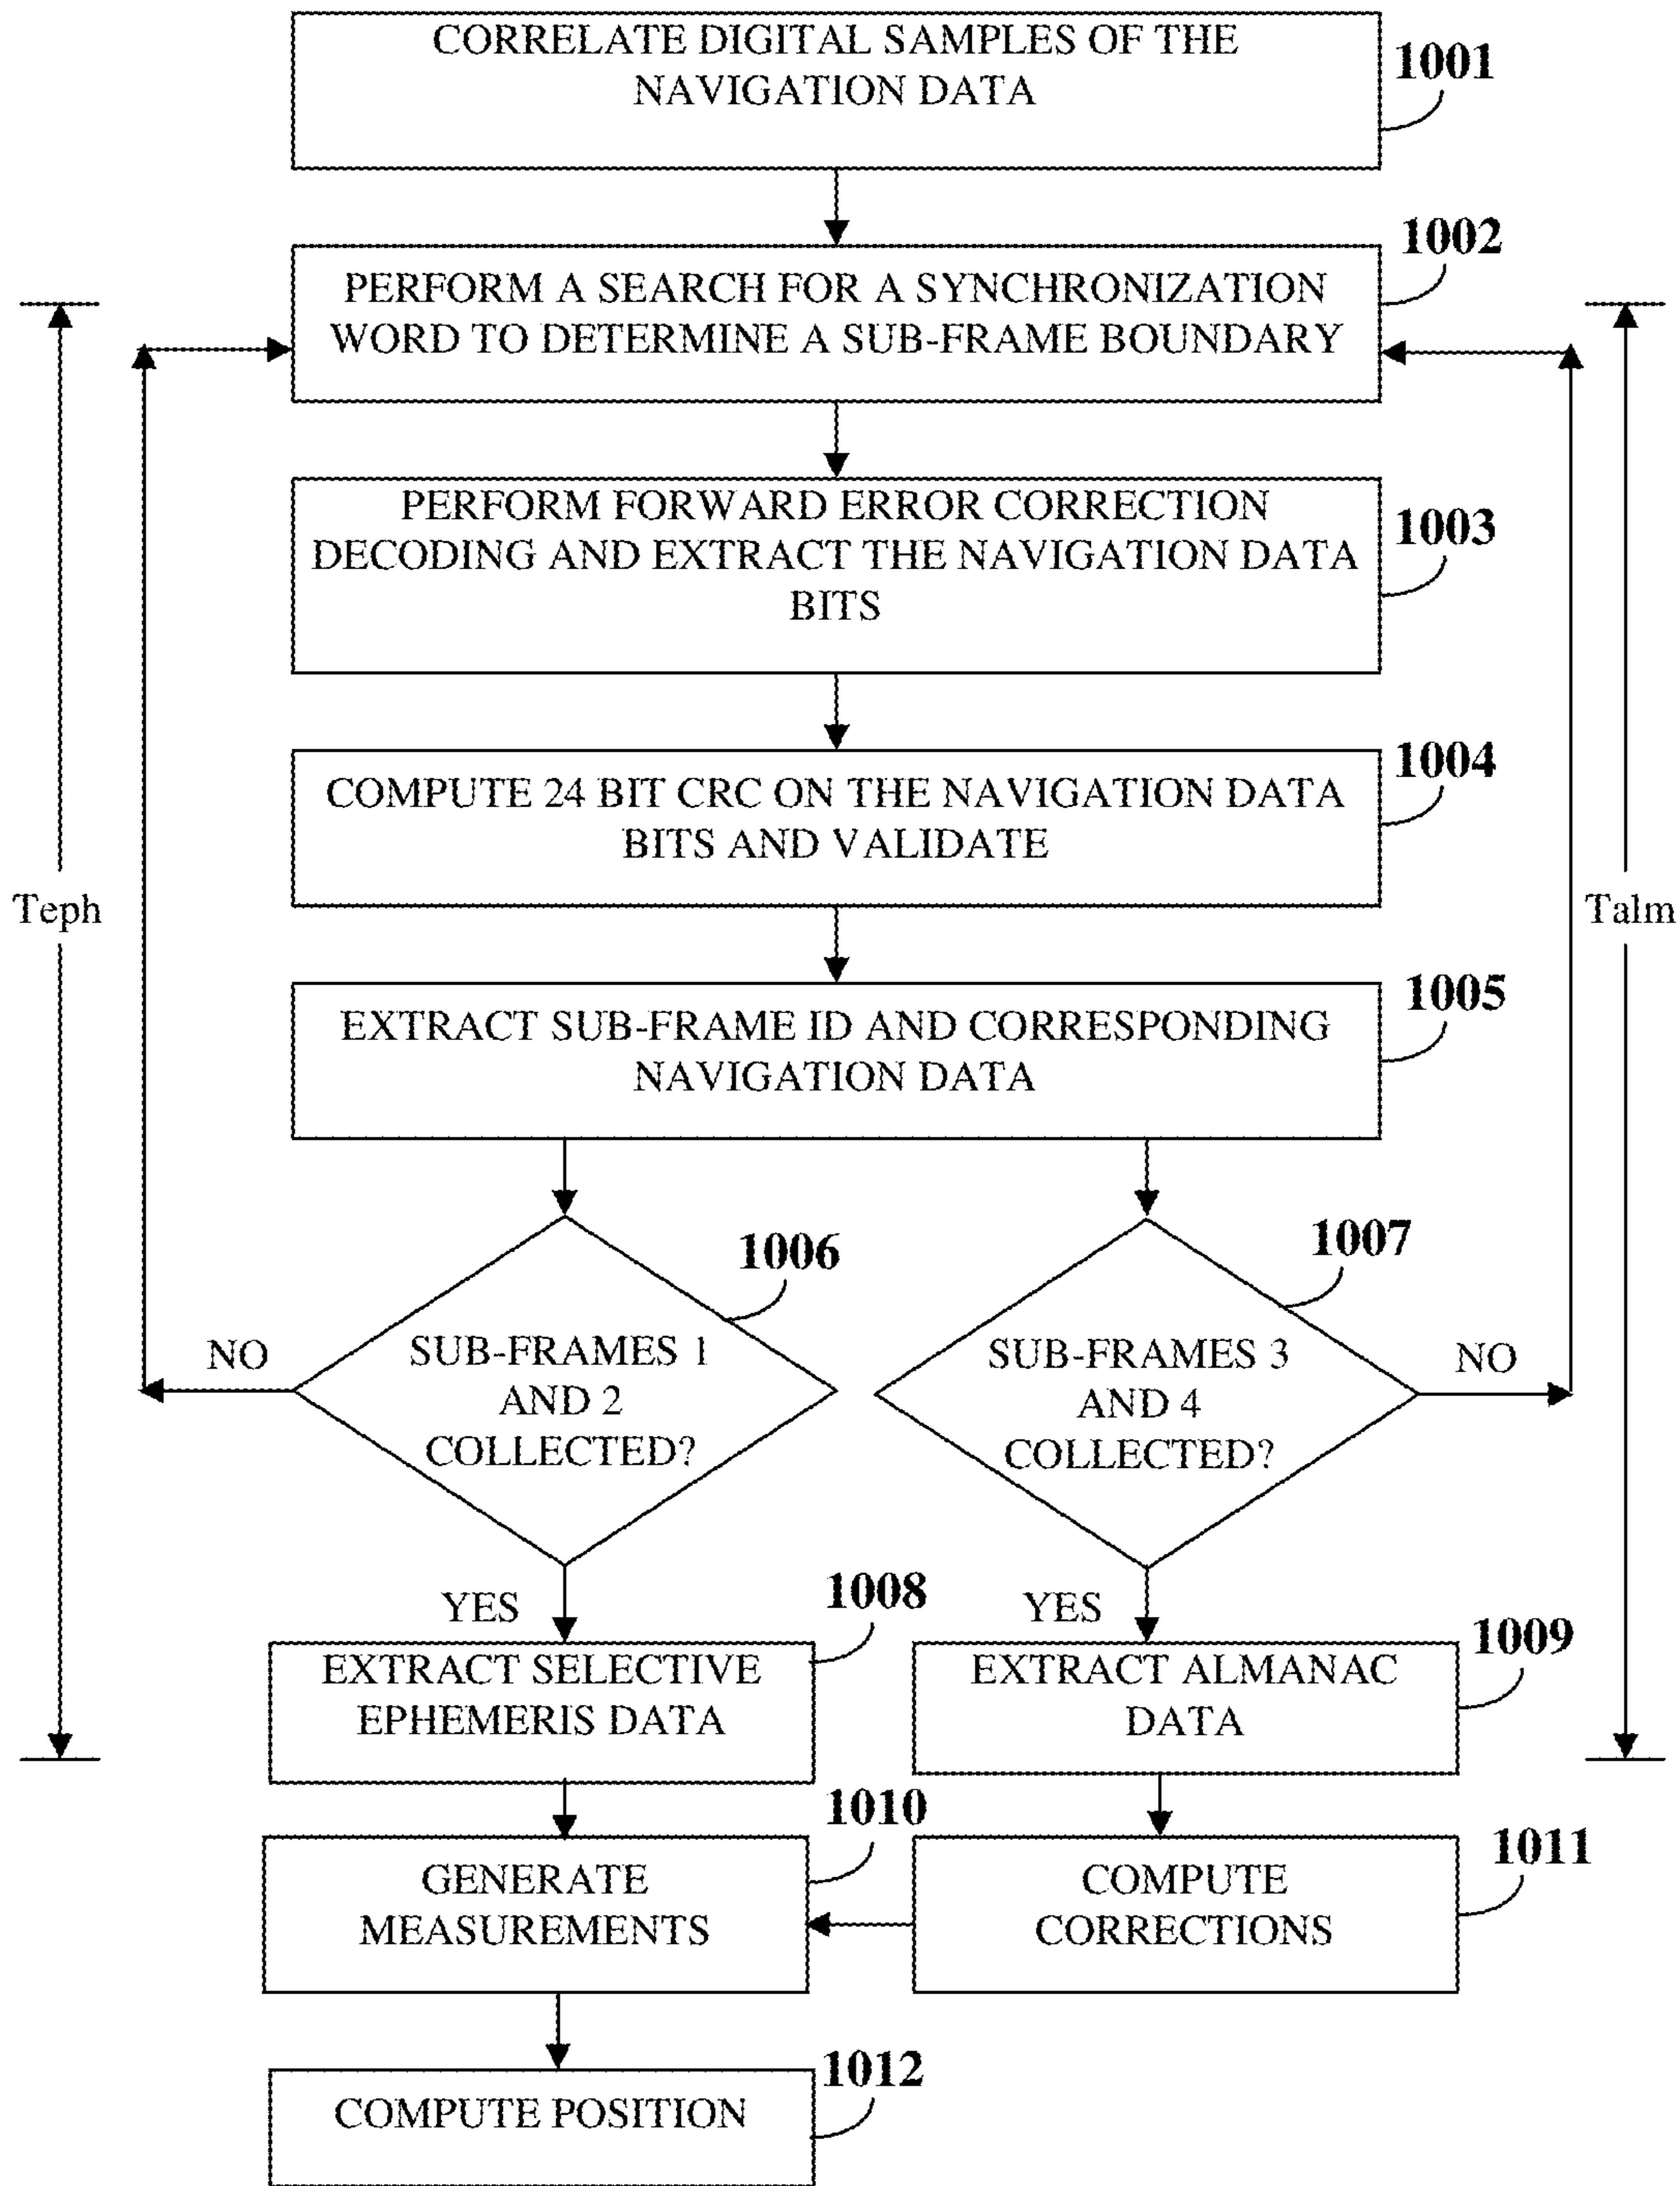 CORRELATE DIGITAL SAMPLES OF THE
NAVIGATION DATA
1001
1002
PERFORM A SEARCH FOR A SYNCHRONIZATION
WORD TO DETERMINE A SUB-FRAME BOUNDARY
PERFORM FORWARD ERROR CORRECTION
DECODING AND EXTRACT THE NAVIGATION DATA
BITS
1003
1004
COMPUTE 24 BIT CRC ON THE NAVIGATION DATA
BITS AND VALIDATE
Teph
Talm
1005
EXTRACT SUB-FRAME ID AND CORRESPONDING
NAVIGATION DATA
1006
1007
NO
SUB-FRAMES 1
AND 2
COLLECTED?
SUB-FRAMES 3
AND 4
COLLECTED?
NO
YES
1008
YES
1009
EXTRACT SELECTIVE
EPHEMERIS DATA
EXTRACT ALMANAC
DATA
1010
1011
GENERATE
MEASUREMENTS
COMPUTE
CORRECTIONS
1012
COMPUTE POSITION